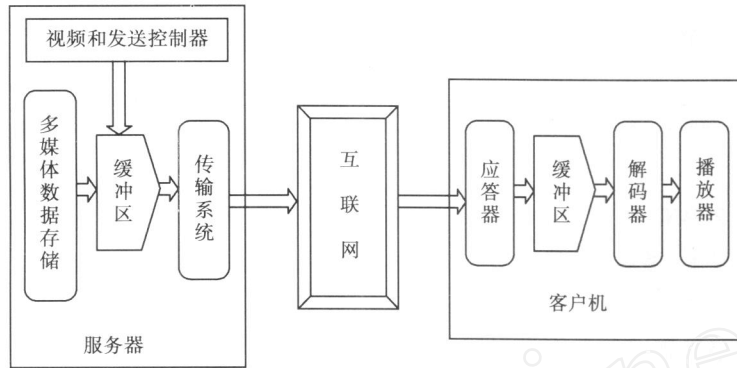 视频和发送控制器
多媒体数据存储
缓冲区
传输系统
服务器
互联网
应答器
缓冲区
解码器
播放器
客户机